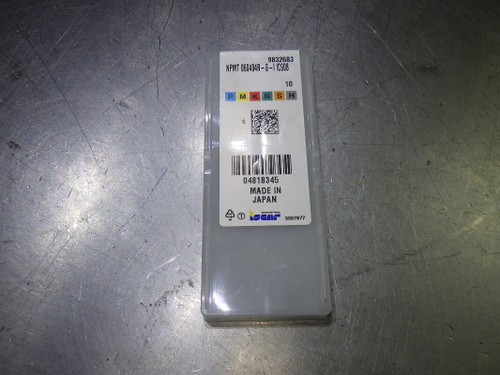 9832683
NPMT 060404R-G-1 IC908
10
P M K N S H
04818345
MADE IN
JAPAN
ISCAR